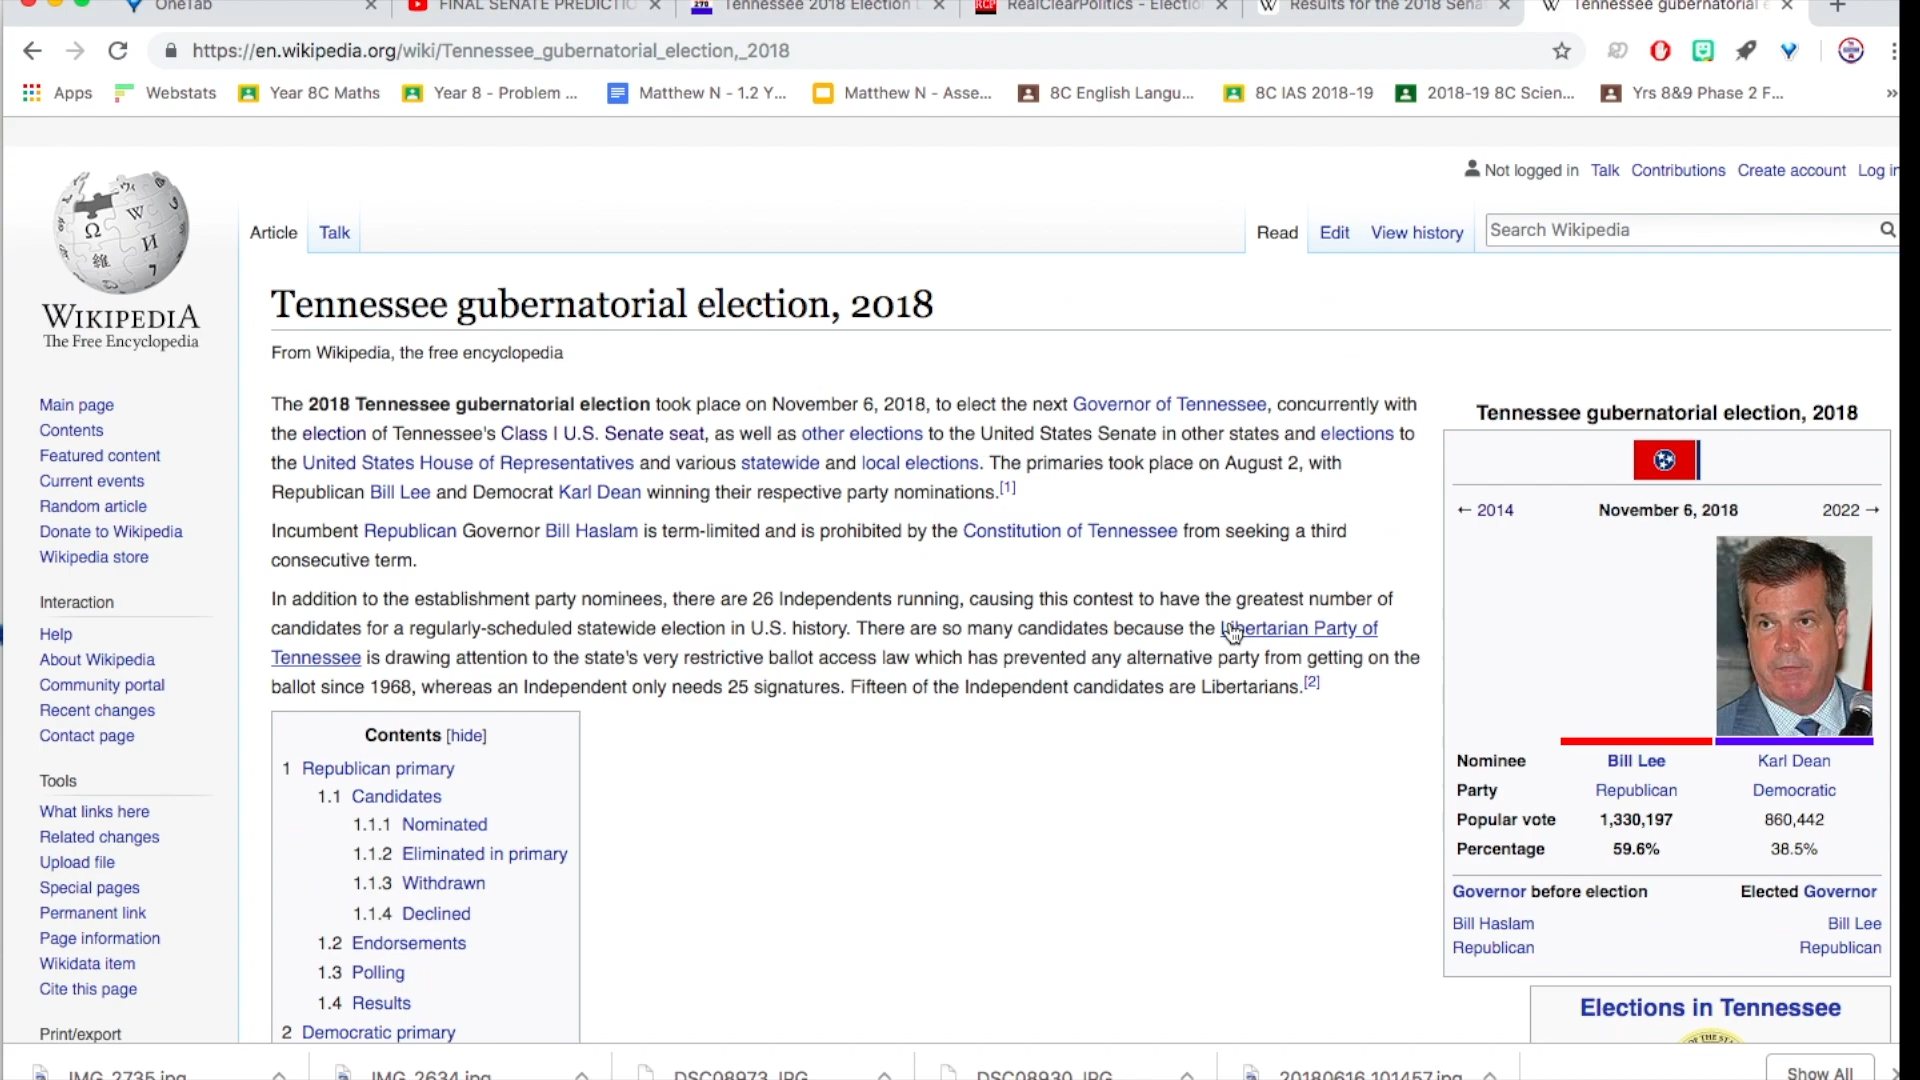 OneTab
FINAL SENATE PREDICTIO
270 Tennessee 2018 Election
RCP RealClearPolitics - Electio
W Results for the 2018 Sena
W Tennessee gubernatorial e
https://en.wikipedia.org/wiki/Tennessee_gubernatorial_election,_2018
Apps
Webstats
Year 8C Maths
Year 8 - Problem ...
Matthew N - 1.2 Y...
Matthew N - Asse...
8C English Langu...
8C IAS 2018-19
2018-19 8C Scien...
Yrs 8&9 Phase 2 F...
»
Not logged in Talk Contributions Create account Log in
Article Talk
Read Edit View history
Search Wikipedia
WIKIPEDIA
The Free Encyclopedia
Main page
Contents
Featured content
Current events
Random article
Donate to Wikipedia
Wikipedia store
Interaction
Help
About Wikipedia
Community portal
Recent changes
Contact page
Tools
What links here
Related changes
Upload file
Special pages
Permanent link
Page information
Wikidata item
Cite this page
Print/export
Tennessee gubernatorial election, 2018
From Wikipedia, the free encyclopedia
The 2018 Tennessee gubernatorial election took place on November 6, 2018, to elect the next Governor of Tennessee, concurrently with
the election of Tennessee's Class I U.S. Senate seat, as well as other elections to the United States Senate in other states and elections to
the United States House of Representatives and various statewide and local elections. The primaries took place on August 2, with
Republican Bill Lee and Democrat Karl Dean winning their respective party nominations.[1]
Incumbent Republican Governor Bill Haslam is term-limited and is prohibited by the Constitution of Tennessee from seeking a third
consecutive term.
In addition to the establishment party nominees, there are 26 Independents running, causing this contest to have the greatest number of
candidates for a regularly-scheduled statewide election in U.S. history. There are so many candidates because the Libertarian Party of
Tennessee is drawing attention to the state's very restrictive ballot access law which has prevented any alternative party from getting on the
ballot since 1968, whereas an Independent only needs 25 signatures. Fifteen of the Independent candidates are Libertarians.[2]
Contents [hide]
1 Republican primary
1.1 Candidates
1.1.1 Nominated
1.1.2 Eliminated in primary
1.1.3 Withdrawn
1.1.4 Declined
1.2 Endorsements
1.3 Polling
1.4 Results
2 Democratic primary
Tennessee gubernatorial election, 2018
← 2014 November 6, 2018 2022 →
Nominee Bill Lee Karl Dean
Party Republican Democratic
Popular vote 1,330,197 860,442
Percentage 59.6% 38.5%
Governor before election Elected Governor
Bill Haslam Bill Lee
Republican Republican
Elections in Tennessee
OF THE STA
IMG_2735.jpg
IMG_2634.jpg
DSC08973.JPG
DSC08930.JPG
20180616_101457.jpg
Show All